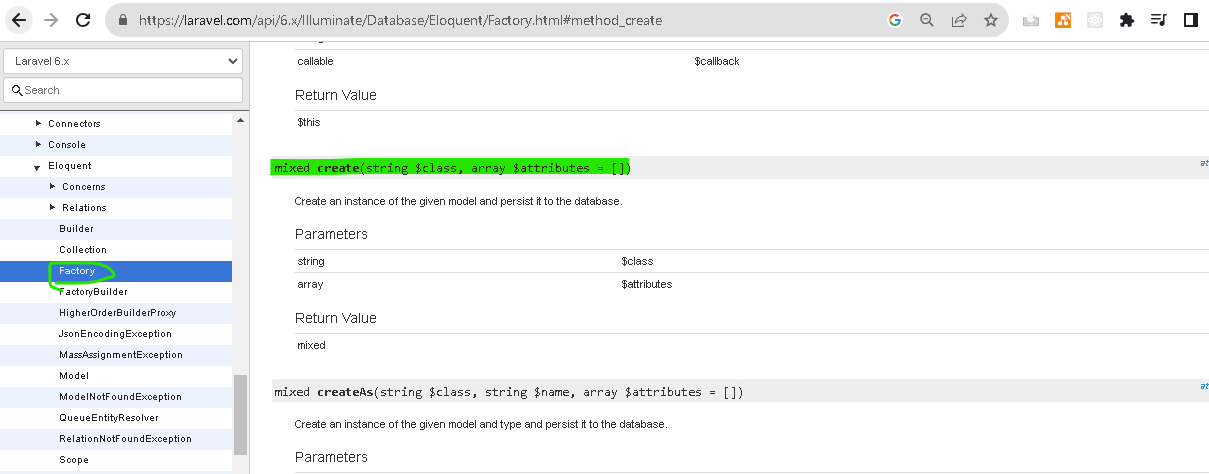 https://laravel.com/api/6.x/Illuminate/Database/Eloquent/Factory.html#method_create
Laravel 6.x
Search
Connectors
Console
Eloquent
Concerns
Relations
Builder
Collection
Factory
FactoryBuilder
HigherOrderBuilderProxy
JsonEncodingException
MassAssignmentException
Model
ModelNotFoundException
QueueEntityResolver
RelationNotFoundException
Scope
callable $callback
Return Value
$this
mixed create(string $class, array $attributes = [])
at
Create an instance of the given model and persist it to the database.
Parameters
string $class
array $attributes
Return Value
mixed
mixed createAs(string $class, string $name, array $attributes = [])
at
Create an instance of the given model and type and persist it to the database.
Parameters